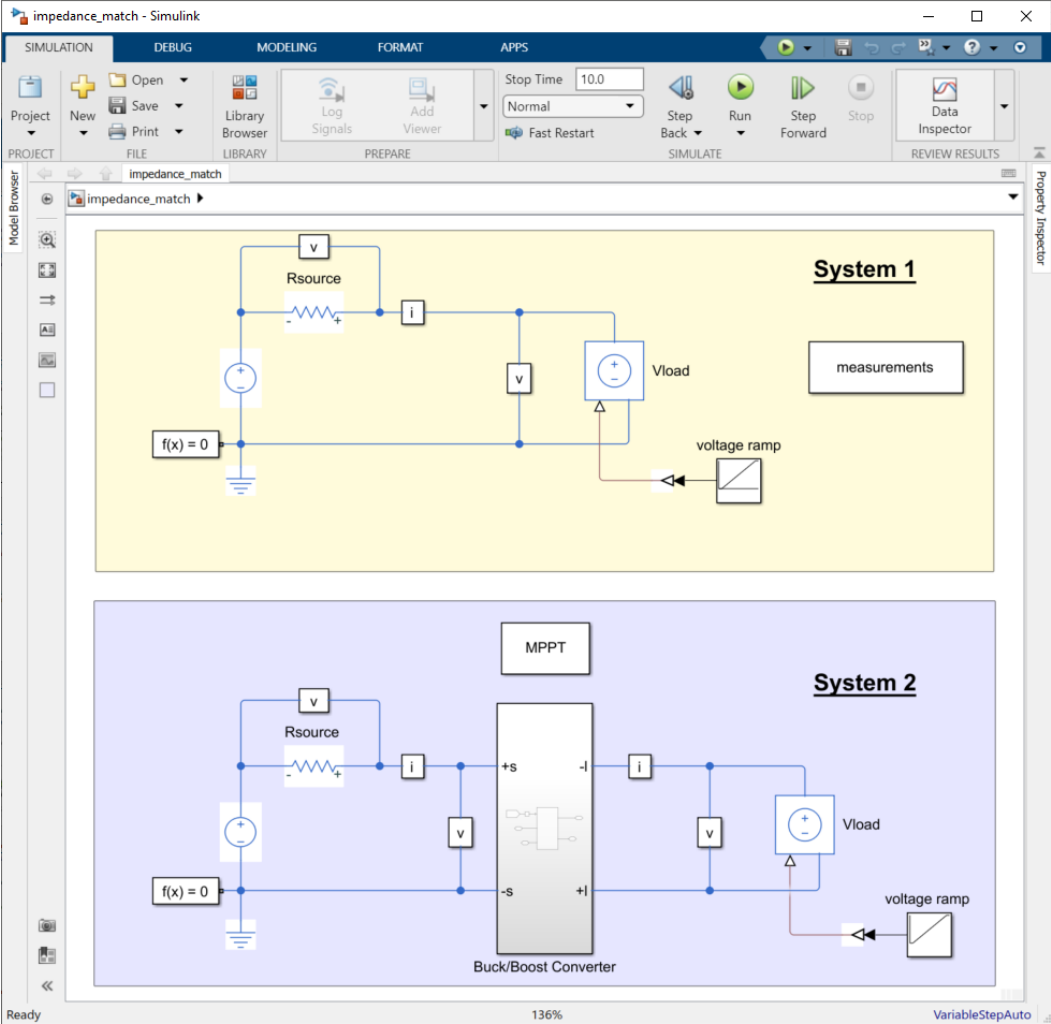 impedance_match - Simulink
SIMULATION DEBUG MODELING FORMAT APPS
Project New Open Save Print
Library Browser
Log Signals
Add Viewer
Stop Time 10.0
Normal
Fast Restart
Step Back
Run
Step Forward
Stop
Data Inspector
PROJECT FILE LIBRARY PREPARE SIMULATE REVIEW RESULTS
Model Browser
impedance_match
Property Inspector
impedance_match
v
System 1
Rsource
- +
i
measurements
v
+
-
Vload
+
-
f(x) = 0
voltage ramp
MPPT
System 2
v
Rsource
- +
i
+s
-l
i
v
v
+
-
Vload
+
-
f(x) = 0
-s
+l
voltage ramp
Buck/Boost Converter
Ready
136%
VariableStepAuto